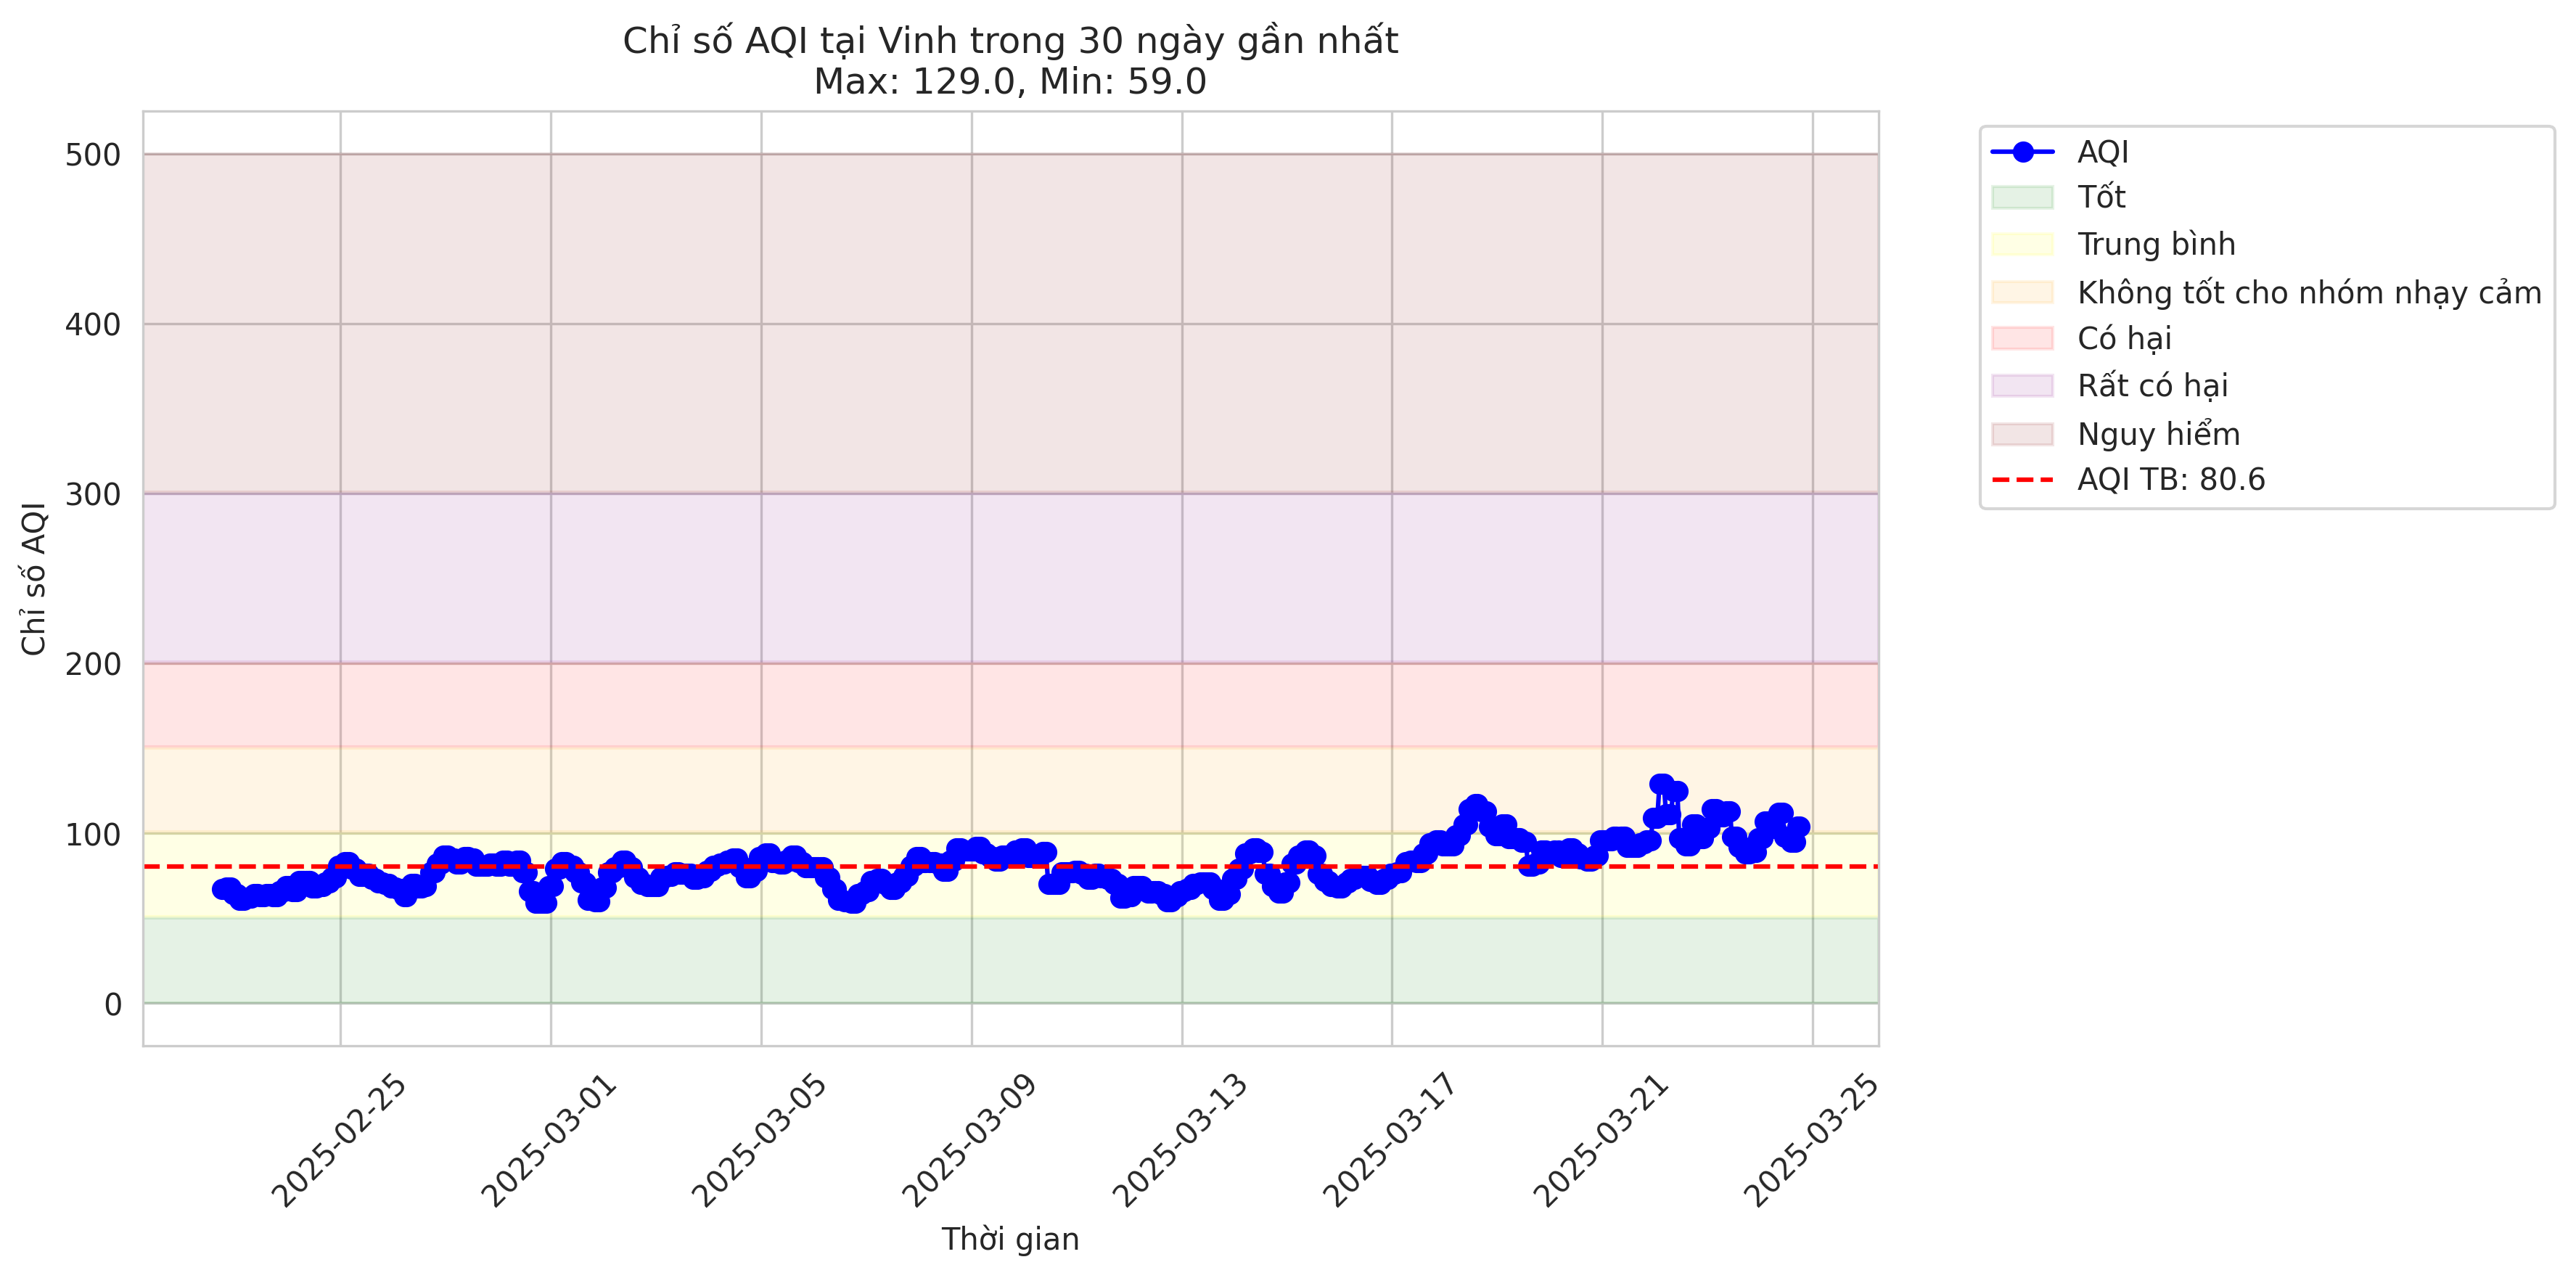 Chỉ số AQI tại Vinh trong 30 ngày gần nhất
Max: 129.0, Min: 59.0
500
400
300
200
100
0
Chỉ số AQI
2025-02-25
2025-03-01
2025-03-05
2025-03-09
2025-03-13
2025-03-17
2025-03-21
2025-03-25
Thời gian
AQI
Tốt
Trung bình
Không tốt cho nhóm nhạy cảm
Có hại
Rất có hại
Nguy hiểm
AQI TB: 80.6